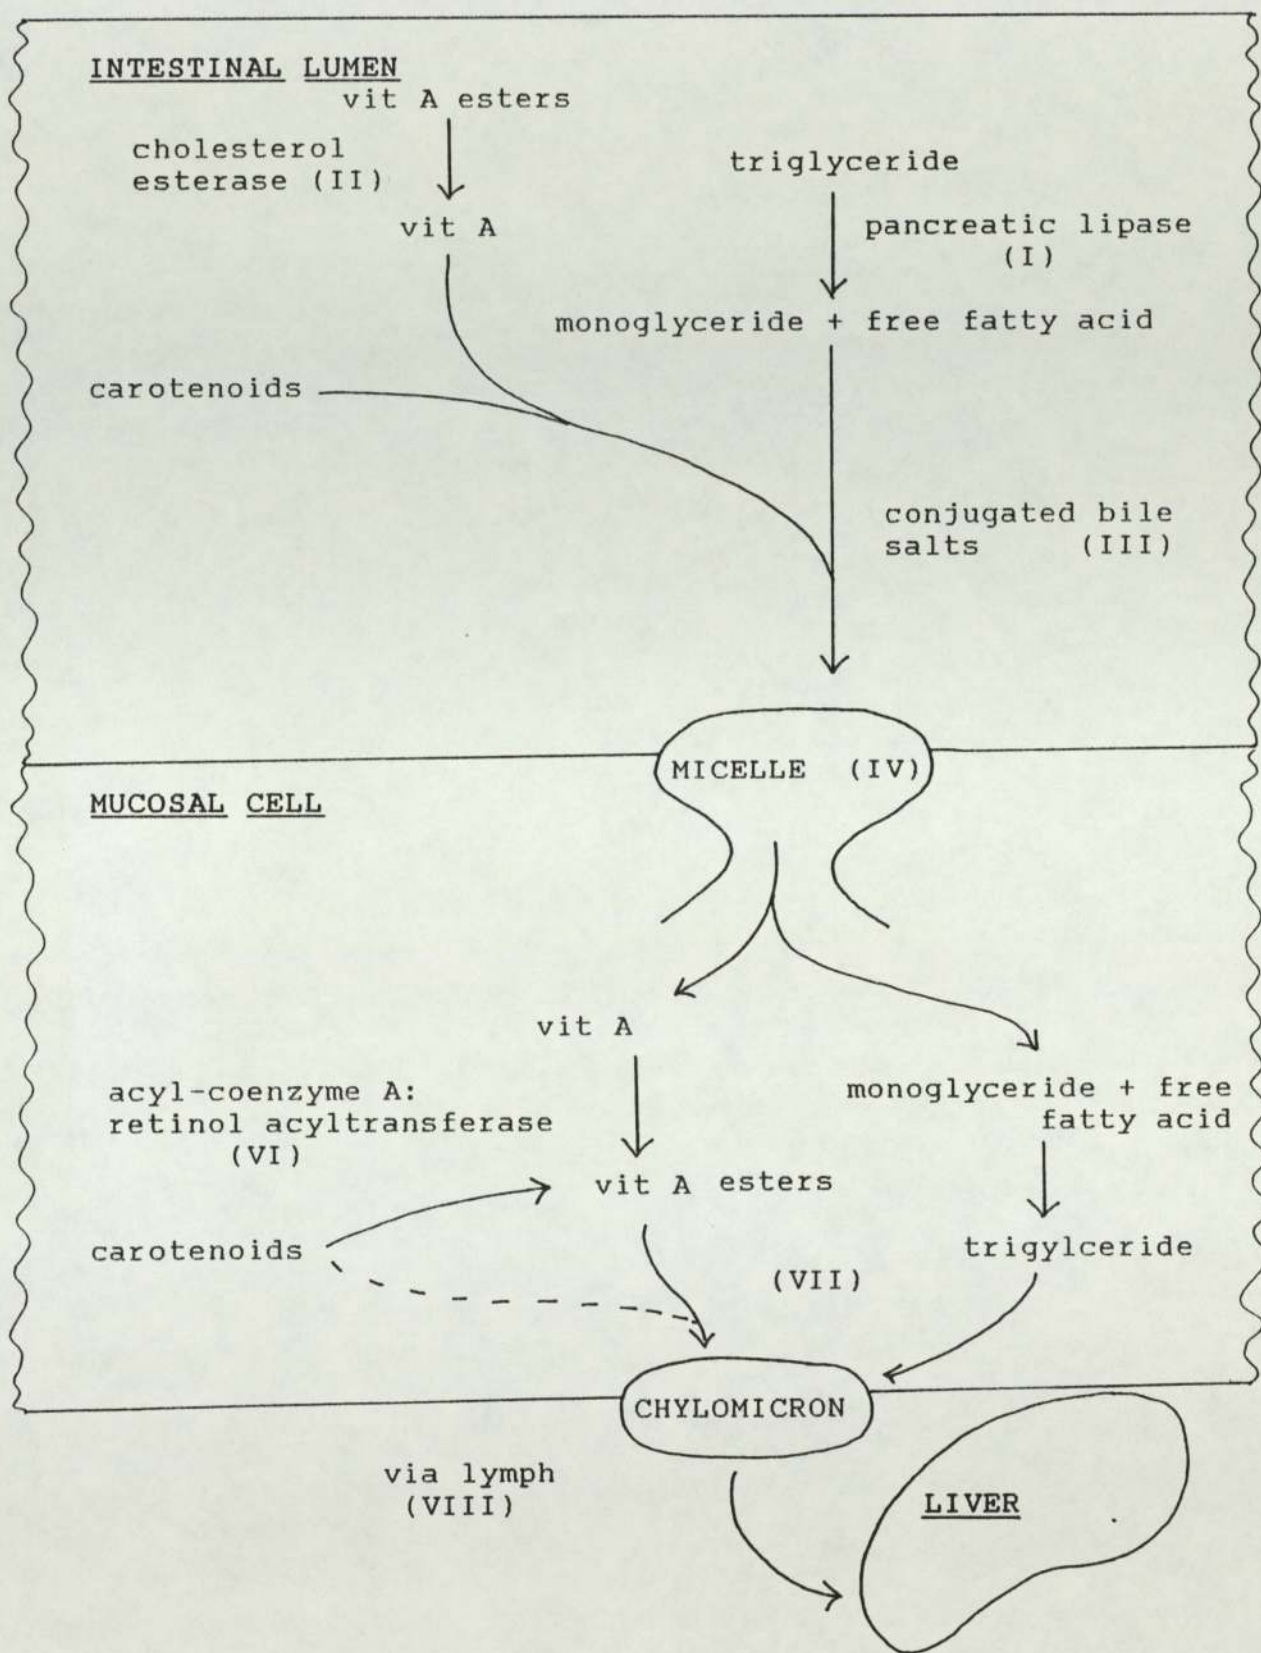 INTESTINAL LUMEN
vit A esters
cholesterol
esterase (II)
triglyceride
vit A
pancreatic lipase
(I)
monoglyceride + free fatty acid
carotenoids
conjugated bile
salts (III)
MICELLE (IV)
MUCOSAL CELL
vit A
acyl-coenzyme A:
retinol acyltransferase
(VI)
monoglyceride + free
fatty acid
vit A esters
carotenoids
trigylceride
(VII)
CHYLOMICRON
via lymph
(VIII)
LIVER